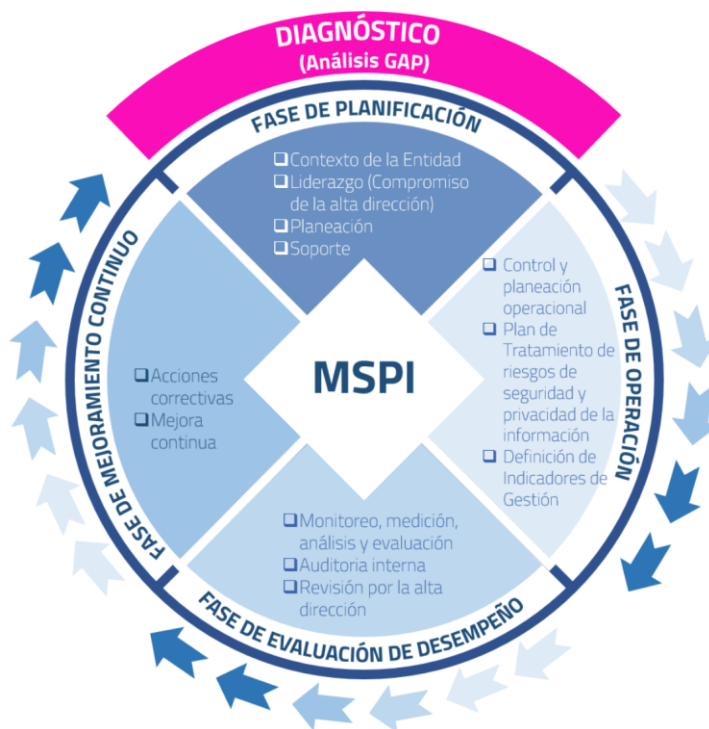 DIAGNÓSTICO
(Análisis GAP)
FASE DE PLANIFICACIÓN
Contexto de la Entidad
Liderazgo (Compromiso
de la alta dirección)
Planeación
Soporte
FASE DE OPERACIÓN
Control y
planeación
operacional
Plan de
Tratamiento de
riesgos de
seguridad y
privacidad de la
información
Definición de
Indicadores de
Gestión
MSPI
FASE DE EVALUACIÓN DE DESEMPEÑO
Monitoreo, medición,
análisis y evaluación
Auditoria interna
Revisión por la alta
dirección
FASE DE MEJORAMIENTO CONTINUO
Acciones
correctivas
Mejora
continua